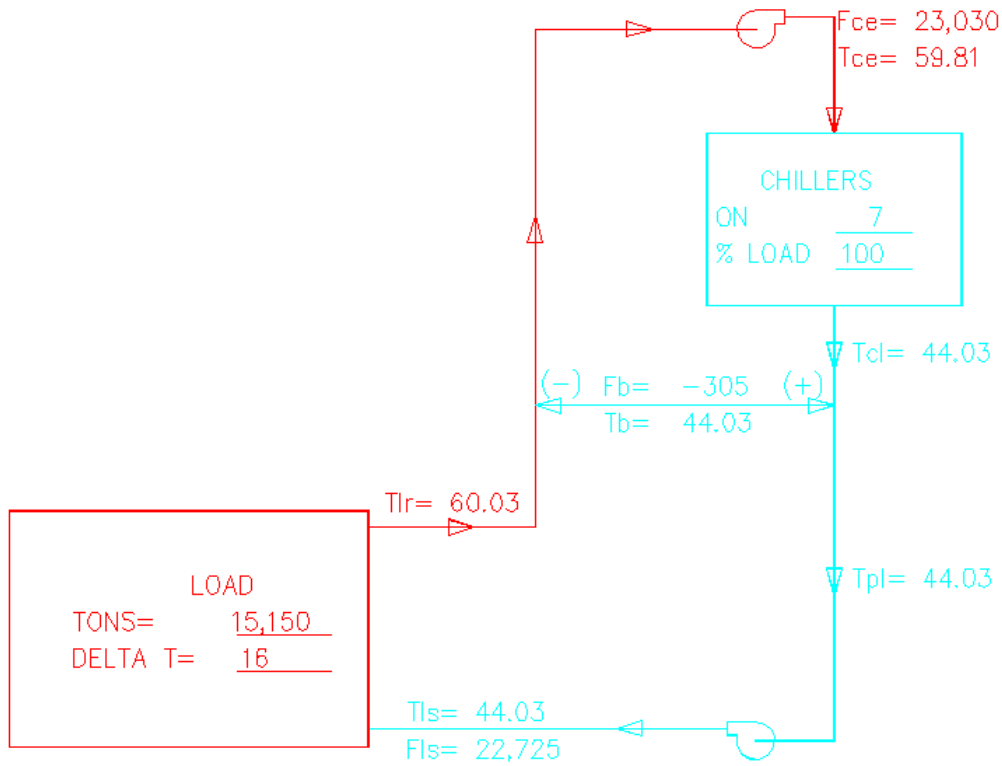 Fce= 23,030
Tce= 59.81
CHILLERS
ON 7
% LOAD 100
Tcl= 44.03
(-) Fb= -305 (+)
Tb= 44.03
Tlr= 60.03
Tpl= 44.03
LOAD
TONS= 15,150
DELTA T= 16
Tls= 44.03
Fls= 22,725